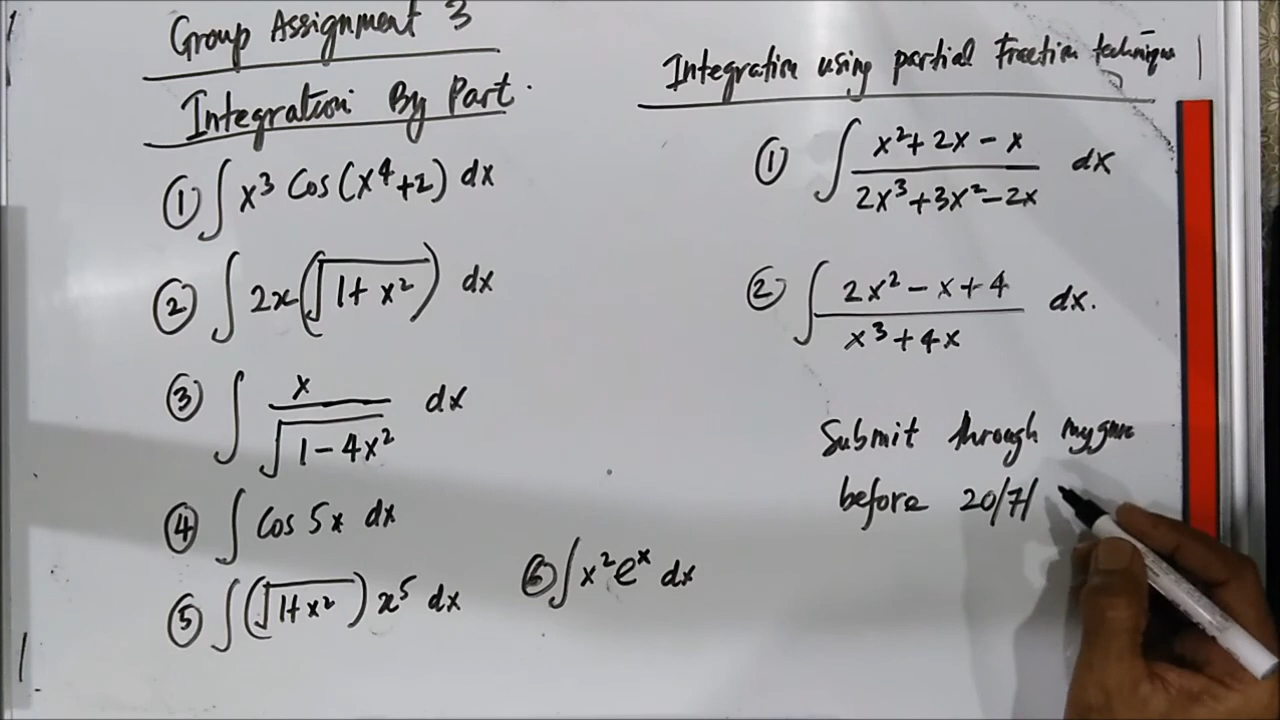 Group Assignment 3
Integration By Part.
① ∫ x³ cos(x⁴+2) dx
② ∫ 2x(√(1+x²)) dx
③ ∫ x/√(1-4x²) dx
④ ∫ cos 5x dx
⑤ ∫ (√(1+x²)) x⁵ dx
⑥ ∫ x² eˣ dx
Integration using partial fraction technique
① ∫ (x²+2x-x)/(2x³+3x²-2x) dx
② ∫ (2x²-x+4)/(x³+4x) dx.
Submit through
before 20/7/